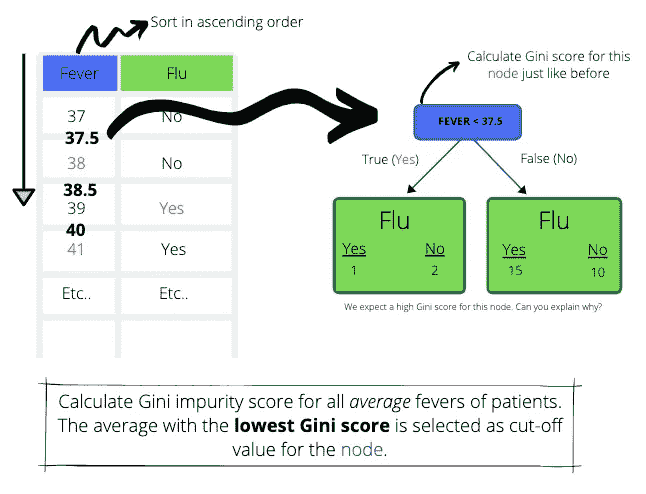 Sort in ascending order
Fever Flu
37 No
37.5
38 No
38.5
39 Yes
40
41 Yes
Etc.. Etc..
Calculate Gini score for this
node just like before
FEVER < 37.5
True (Yes) False (No)
Flu Flu
Yes No Yes No
1 2 15 10
We expect a high Gini score for this node. Can you explain why?
Calculate Gini impurity score for all average fevers of patients.
The average with the lowest Gini score is selected as cut-off
value for the node.